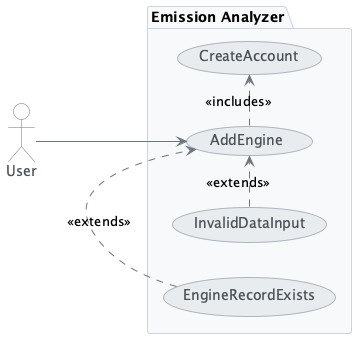 Emission Analyzer
CreateAccount
«includes»
AddEngine
User
«extends»
«extends»
InvalidDataInput
EngineRecordExists